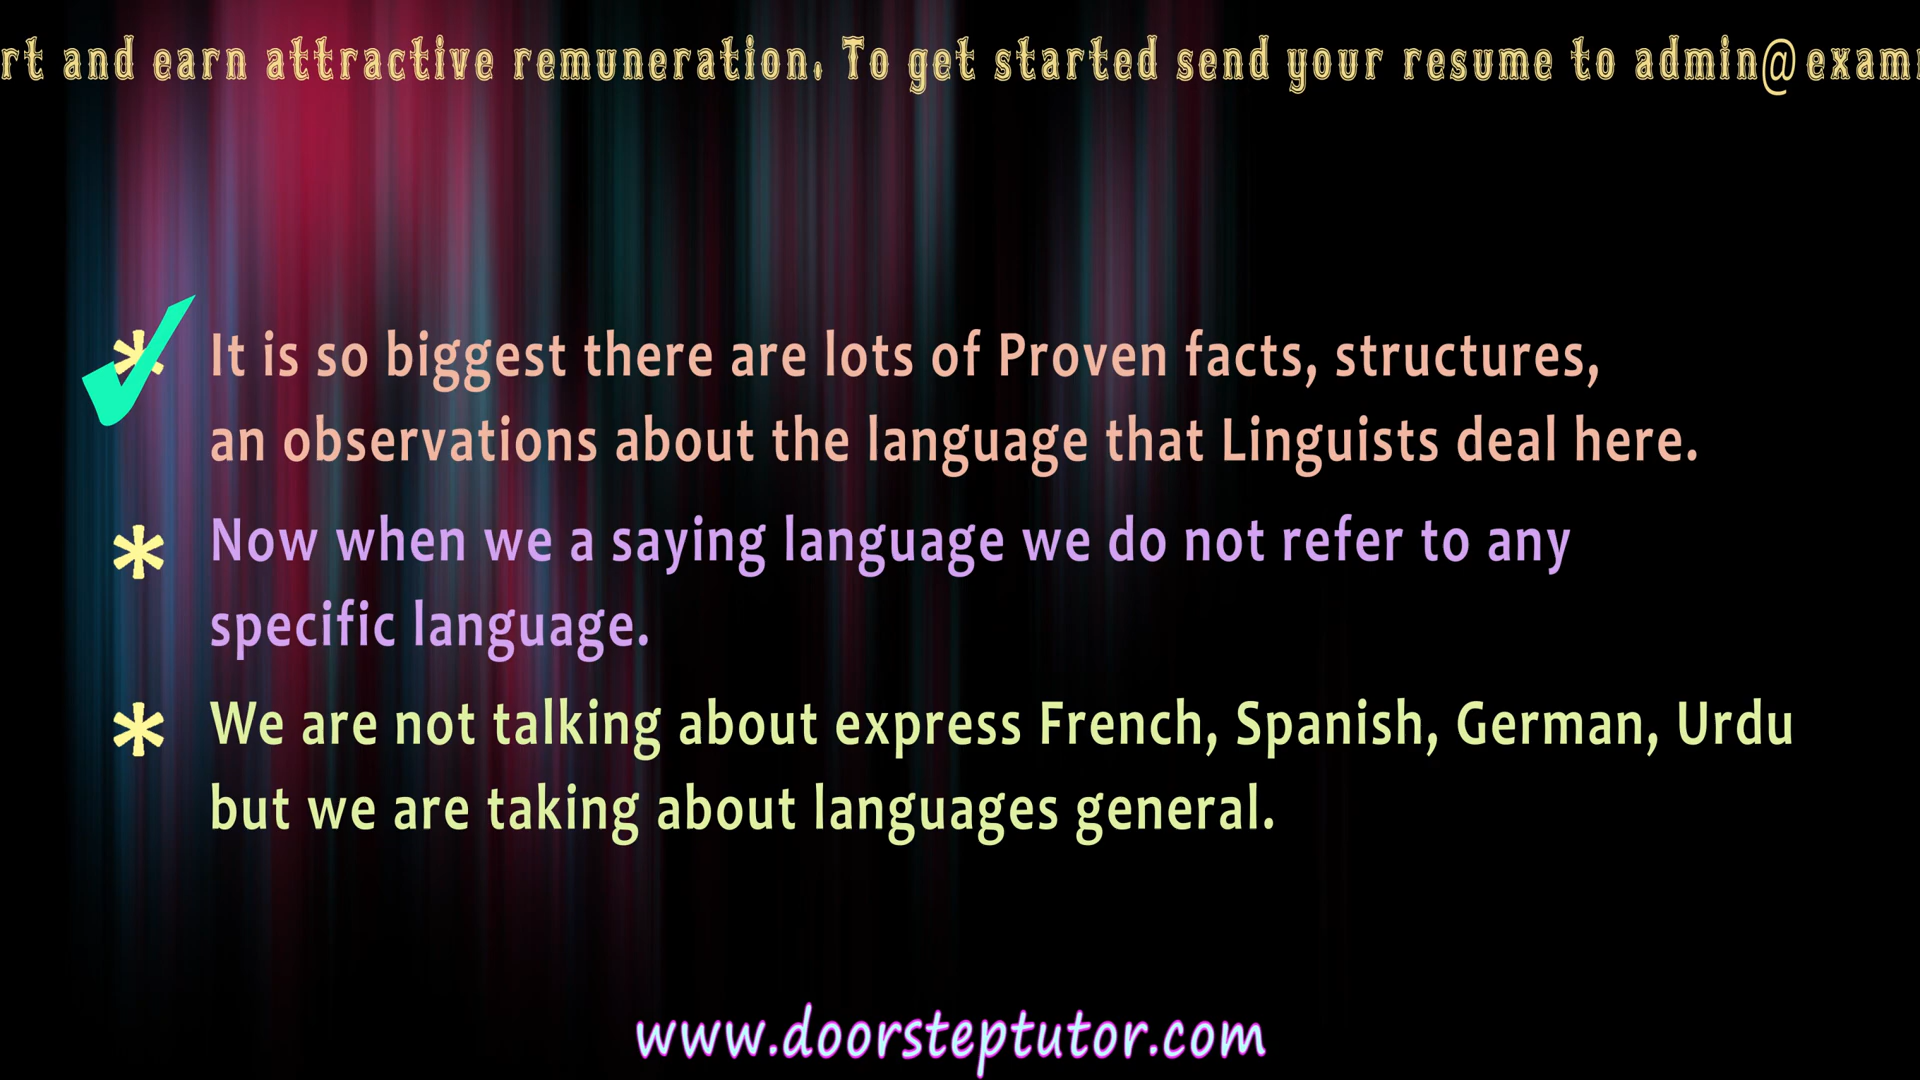 and earn attractive remuneration. To get started send your resume to
* It is so biggest there are lots of Proven facts, structures,
an observations about the language that Linguists deal here.
* Now when we a saying language we do not refer to any
specific language.
* We are not talking about express French, Spanish, German, Urdu
but we are taking about languages general.
www.doorsteptutor.com